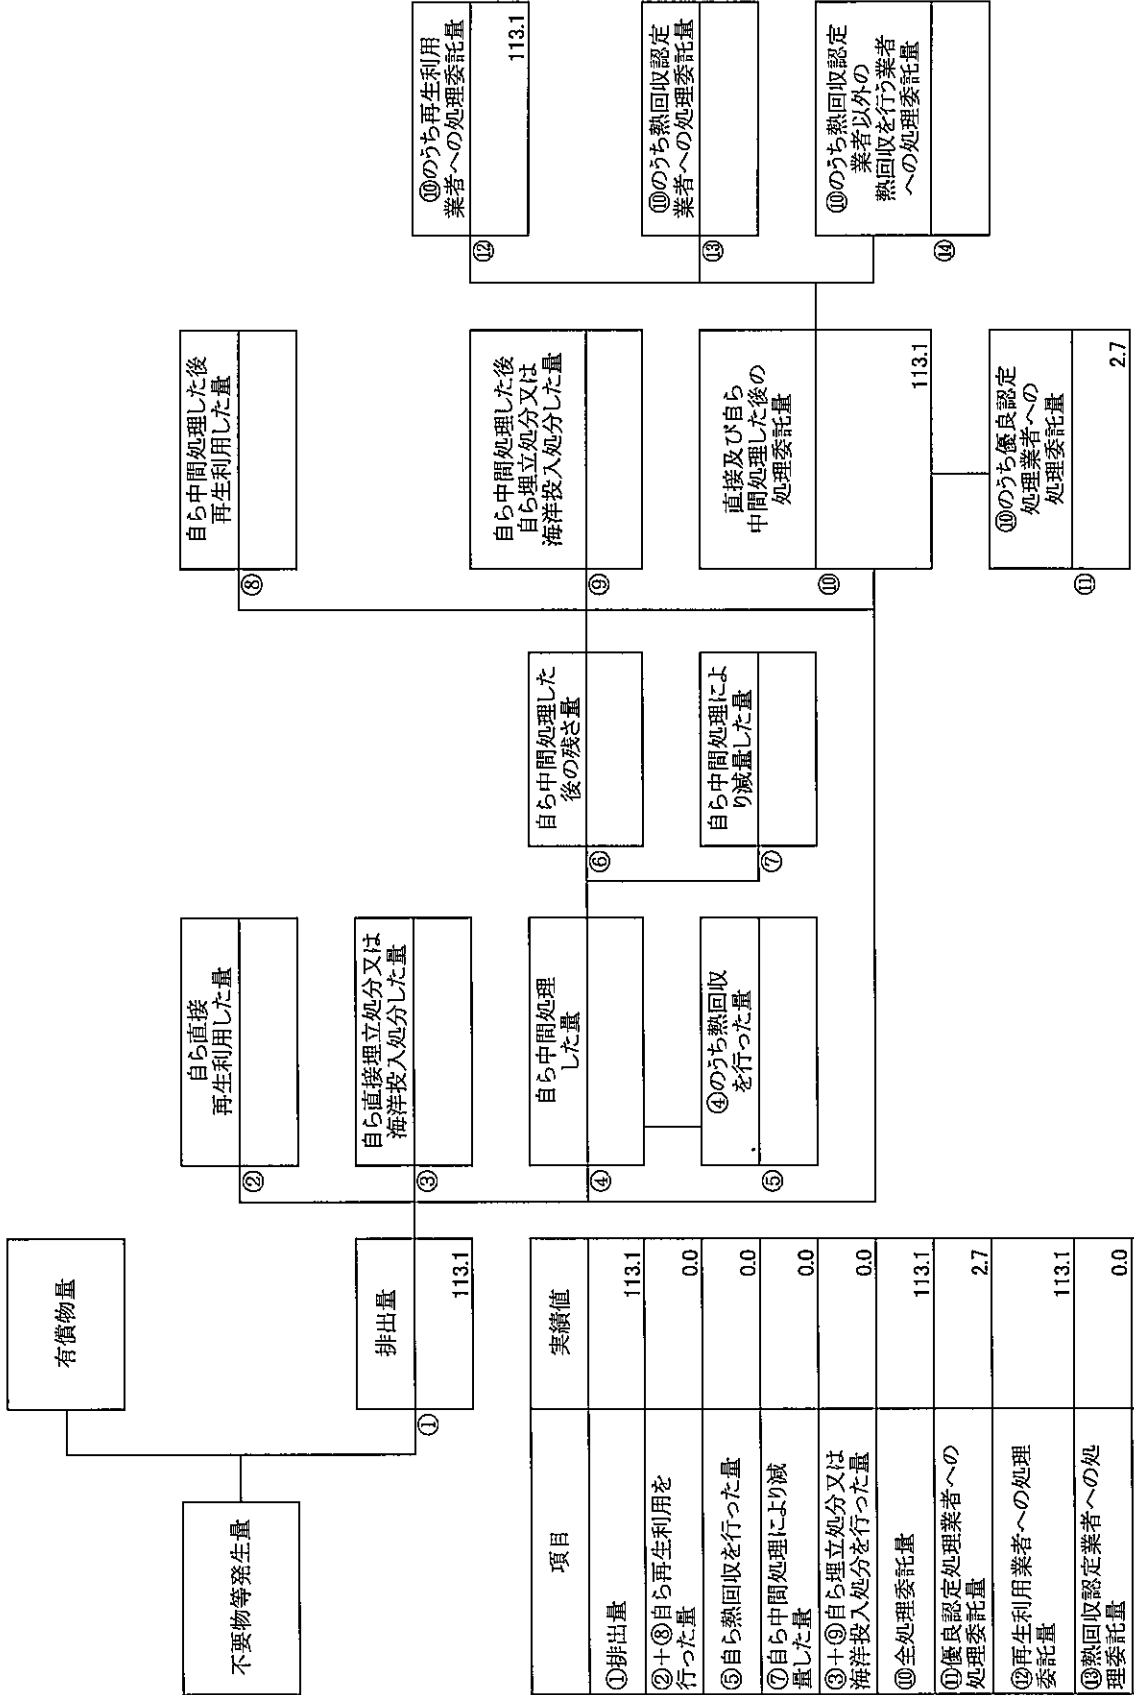 不要物等発生量
有償物量
排出量
①
113.1
自ら直接
再生利用した量
②
自ら直接埋立処分又は
海洋投入処分した量
③
自ら中間処理
した量
④
④のうち熱回収
を行った量
⑤
自ら中間処理した
後の残さ量
⑥
自ら中間処理によ
り減量した量
⑦
自ら中間処理した後
再生利用した量
⑧
自ら中間処理した後
自ら埋立処分又は
海洋投入処分した量
⑨
直接及び自ら
中間処理した後の
処理委託量
⑩
113.1
⑩のうち優良認定
処理業者への
処理委託量
⑪
2.7
⑩のうち再生利用
業者への処理委託量
⑫
113.1
⑩のうち熱回収認定
業者への処理委託量
⑬
⑩のうち熱回収認定
業者以外の
熱回収を行う業者
への処理委託量
⑭
項目 実績値
①排出量 113.1
②+⑧自ら再生利用を
行った量 0.0
⑤自ら熱回収を行った量 0.0
⑦自ら中間処理により減
量した量 0.0
③+⑨自ら埋立処分又は
海洋投入処分を行った量 0.0
⑩全処理委託量 113.1
⑪優良認定処理業者への
処理委託量 2.7
⑫再生利用業者への処理
委託量 113.1
⑬熱回収認定業者への処
理委託量 0.0